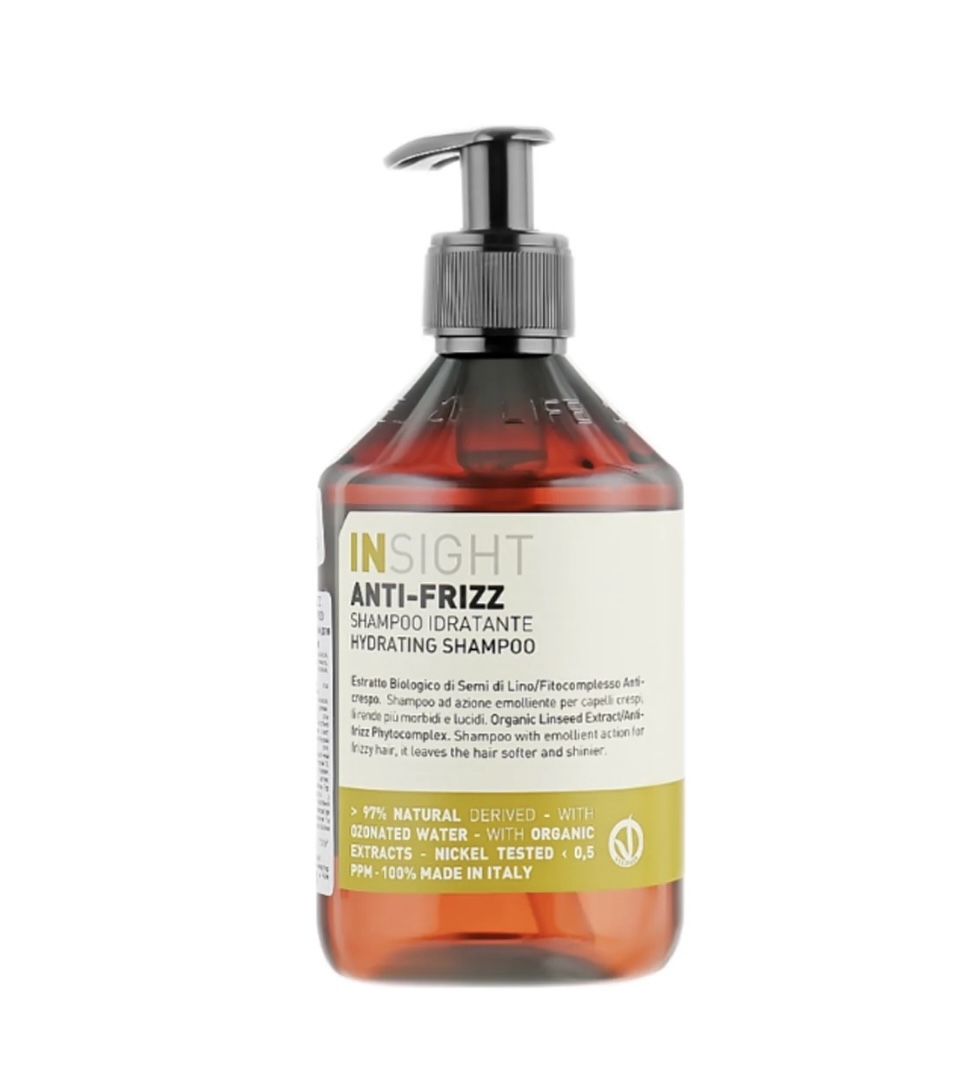 LIFE
INSIGHT
ANTI-FRIZZ
SHAMPOO IDRATANTE
HYDRATING SHAMPOO
Estratto Biologico di Semi di Lino/Fitocomplesso Anti-
crespo. Shampoo ad azione emolliente per capelli crespi,
li rende più morbidi e lucidi. Organic Linseed Extract/Anti-
frizz Phytocomplex. Shampoo with emollient action for
frizzy hair, it leaves the hair softer and shinier.
> 97% NATURAL DERIVED - WITH
OZONATED WATER - WITH ORGANIC
EXTRACTS - NICKEL TESTED < 0,5
PPM - 100% MADE IN ITALY